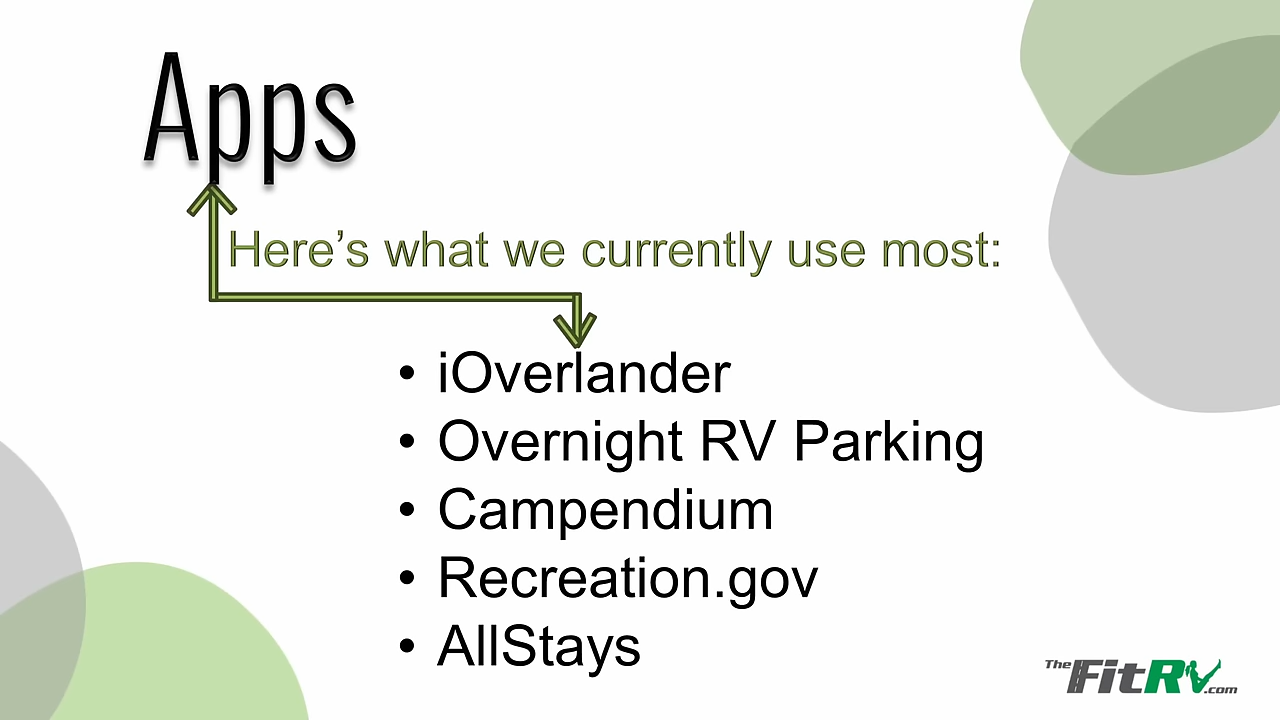 Apps
Here’s what we currently use most:
• iOverlander
• Overnight RV Parking
• Campendium
• Recreation.gov
• AllStays
TheFitRV.com